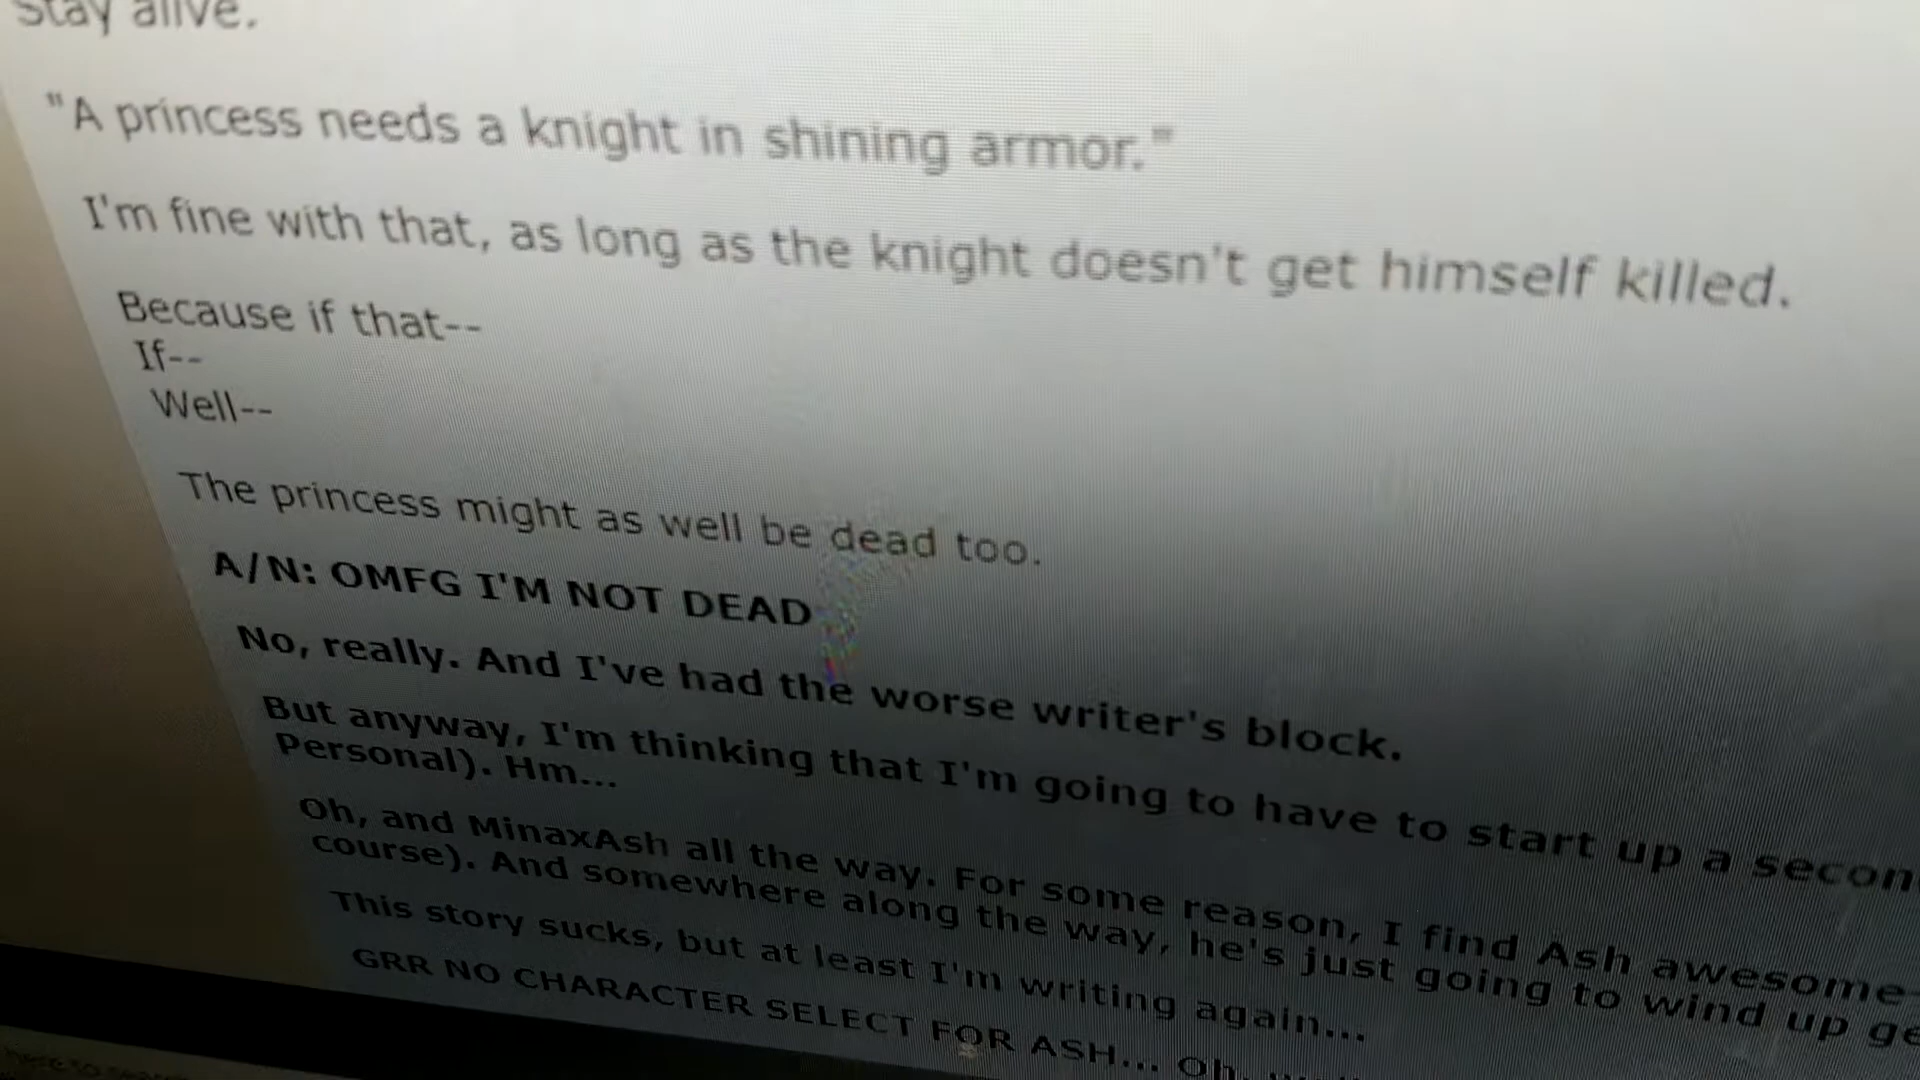 Stay alive.
"A princess needs a knight in shining armor."
I'm fine with that, as long as the knight doesn't get himself killed.
Because if that--
If--
Well--
The princess might as well be dead too.
A/N: OMFG I'M NOT DEAD
No, really. And I've had the worse writer's block.
But anyway, I'm thinking that I'm going to have to start up a
Personal). Hm...
Oh, and MinaxAsh all the way. For some reason, I find Ash awesome-
course). And somewhere along the way, he's just going to wind up
This story sucks, but at least I'm writing again...
GRR NO CHARACTER SELECT FOR ASH... Oh,